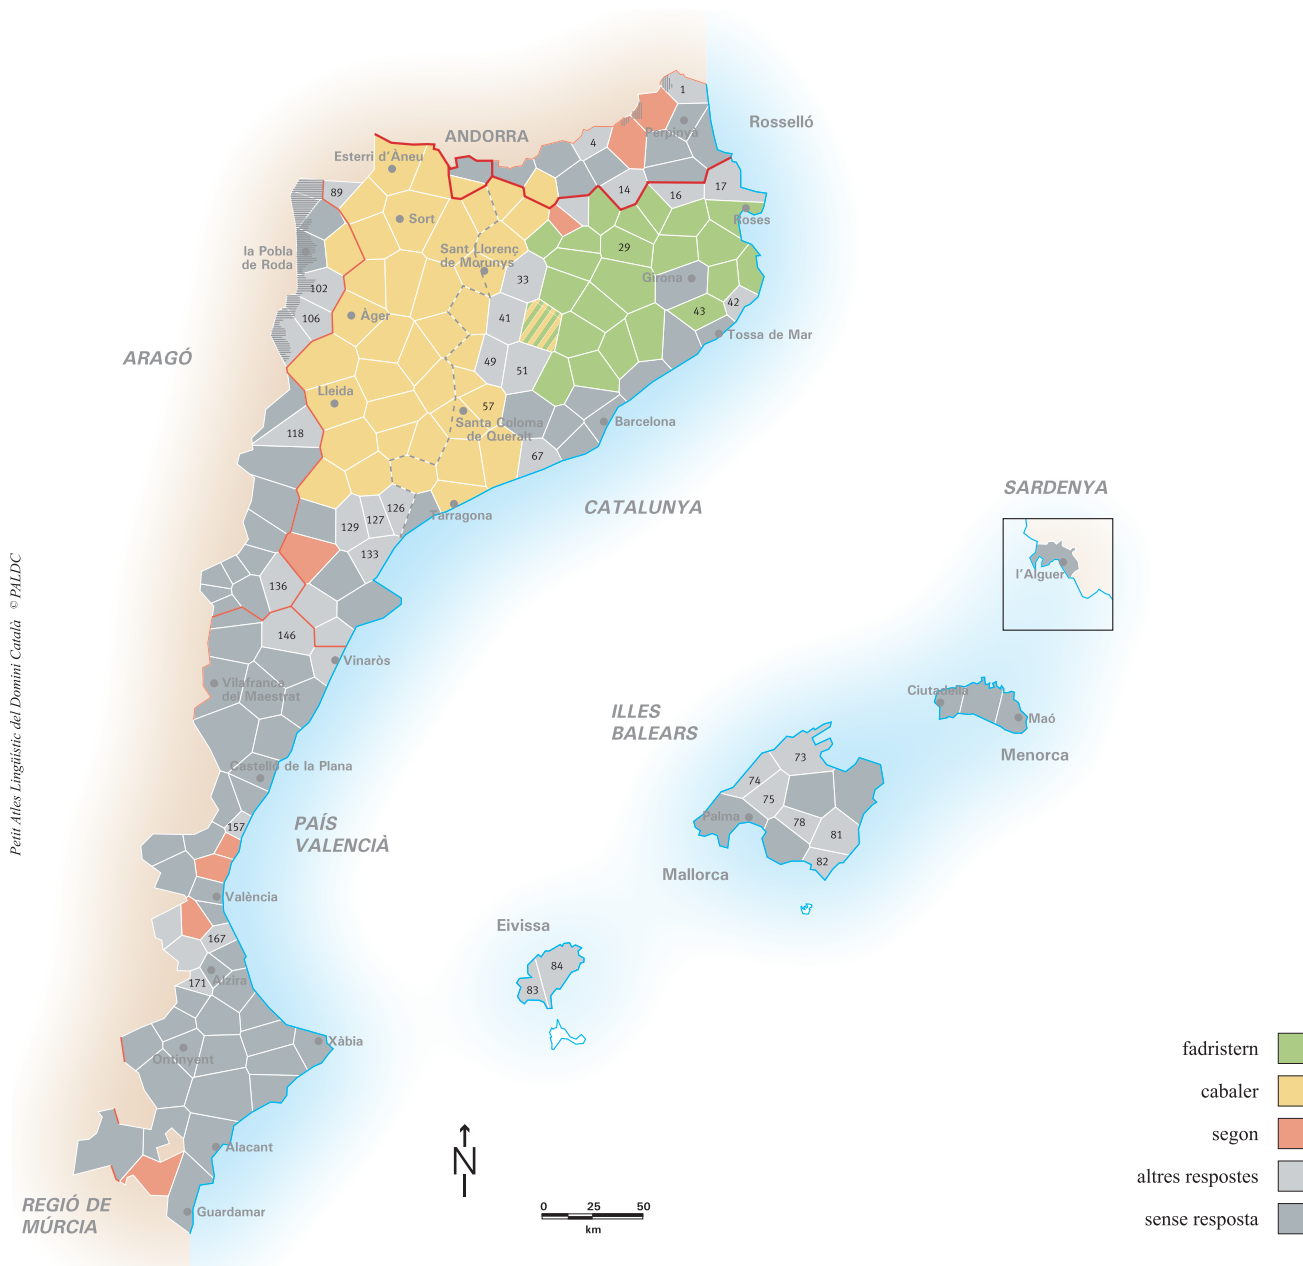 1
Rosselló
Perpinyà
ANDORRA
4
Esterri d'Àneu
89
14
16
17
Roses
Sort
29
la Pobla
de Roda
Sant Llorenç
de Morunys
33
Girona
102
42
43
106
Àger
41
Tossa de Mar
ARAGÓ
49
51
Lleida
57
Santa Coloma
de Queralt
Barcelona
118
67
CATALUNYA
SARDENYA
126
127
129
Tarragona
133
l'Alguer
136
146
Vinaròs
Vilafranca
del Maestrat
Ciutadella
Maó
Menorca
ILLES
BALEARS
73
74
75
Palma
78
81
82
Mallorca
Castelló de la Plana
157
PAÍS
VALENCIÀ
València
167
171
Alzira
Eivissa
84
83
Xàbia
Ontinyent
Alacant
REGIÓ DE
MÚRCIA
Guardamar
N
0 25 50
km
fadristern
cabaler
segon
altres respostes
sense resposta
Petit Atles Lingüístic del Domini Català © PALDC